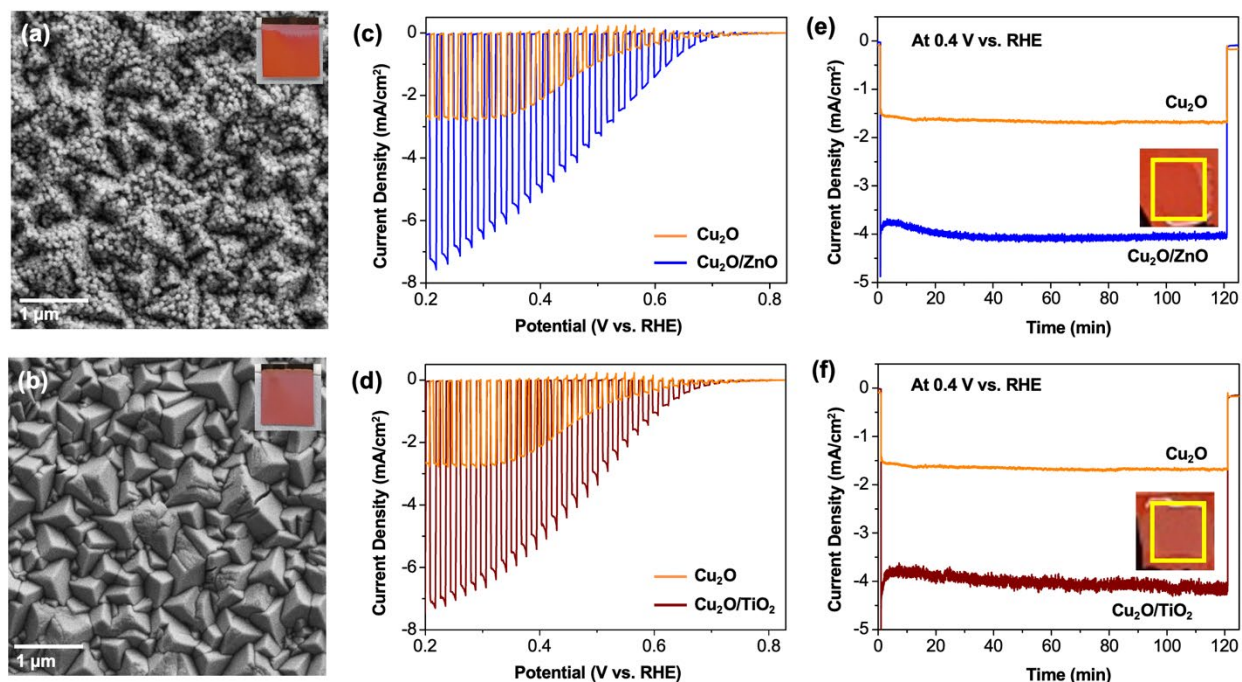 (a)
1 µm
(b)
1 µm
(c)
0
-2
-4
-6
-8
Current Density (mA/cm²)
0.2
0.4
0.6
0.8
Potential (V vs. RHE)
Cu₂O
Cu₂O/ZnO
(d)
0
-2
-4
-6
-8
Current Density (mA/cm²)
0.2
0.4
0.6
0.8
Potential (V vs. RHE)
Cu₂O
Cu₂O/TiO₂
(e)
At 0.4 V vs. RHE
0
-1
-2
-3
-4
-5
Current Density (mA/cm²)
Cu₂O
Cu₂O/ZnO
0
20
40
60
80
100
120
Time (min)
(f)
At 0.4 V vs. RHE
0
-1
-2
-3
-4
-5
Current Density (mA/cm²)
Cu₂O
Cu₂O/TiO₂
0
20
40
60
80
100
120
Time (min)